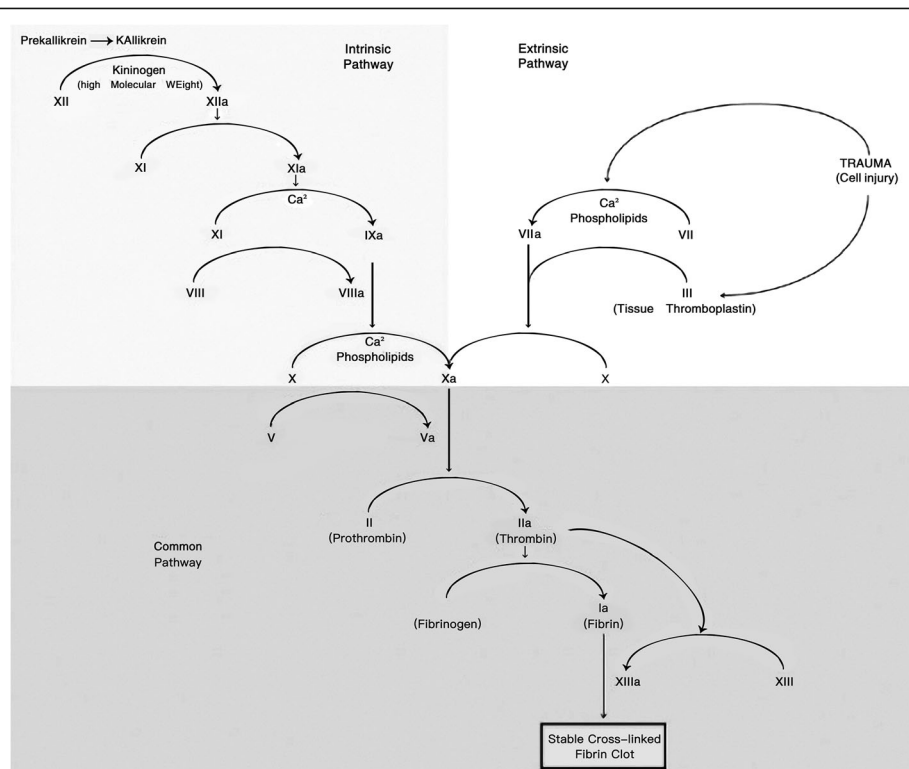 Prekallikrein → KAllikrein
Intrinsic
Pathway
Extrinsic
Pathway
Kininogen
(high Molecular WEight)
XII
XIIa
XI
XIa
TRAUMA
(Cell injury)
Ca²
XI
IXa
Ca²
Phospholipids
VIIa
VII
VIII
VIIIa
III
(Tissue Thromboplastin)
Ca²
Phospholipids
X
Xa
X
V
Va
II
(Prothrombin)
IIa
(Thrombin)
Common
Pathway
(Fibrinogen)
Ia
(Fibrin)
XIIIa
XIII
Stable Cross-linked
Fibrin Clot